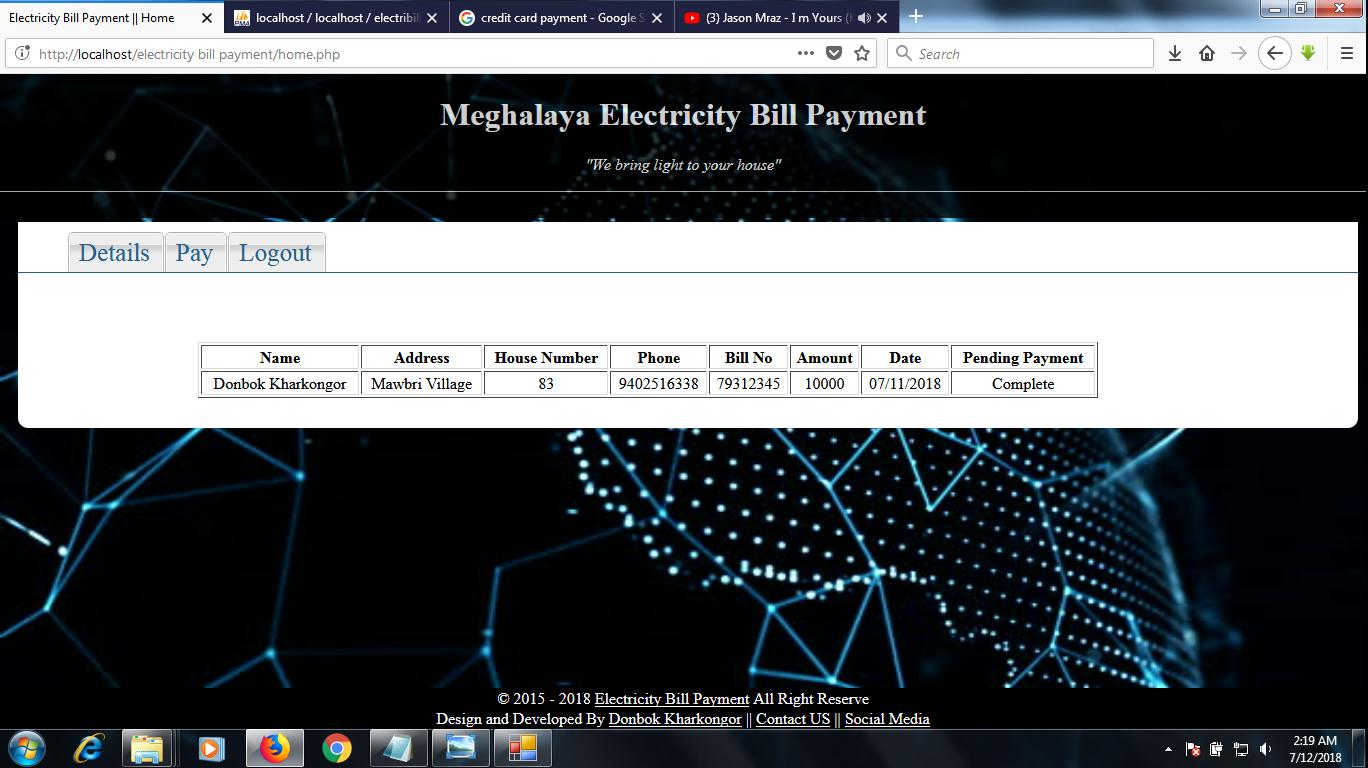 Electricity Bill Payment || Home
localhost / localhost / electribil
credit card payment - Google S
(3) Jason Mraz - I m Yours (
http://localhost/electricity bill payment/home.php
Search
Meghalaya Electricity Bill Payment
"We bring light to your house"
Details Pay Logout
Name Address House Number Phone Bill No Amount Date Pending Payment
Donbok Kharkongor Mawbri Village 83 9402516338 79312345 10000 07/11/2018 Complete
© 2015 - 2018 Electricity Bill Payment All Right Reserve
Design and Developed By Donbok Kharkongor || Contact US || Social Media
2:19 AM
7/12/2018